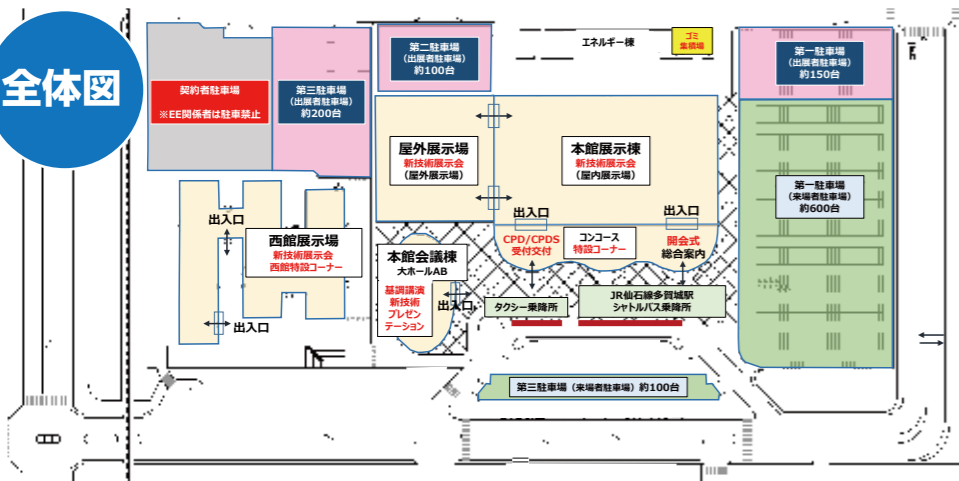 全体図
契約者駐車場
※EE関係者は駐車禁止
第三駐車場
(出展者駐車場)
約200台
第二駐車場
(出展者駐車場)
約100台
エネルギー棟
ゴミ
集積場
第一駐車場
(出展者駐車場)
約150台
屋外展示場
新技術展示会
(屋外展示場)
本館展示棟
新技術展示会
(屋内展示場)
第一駐車場
(来場者駐車場)
約600台
出入口
出入口
出入口
西館展示場
新技術展示会
西館特設コーナー
出入口
CPD/CPDS
受付交付
コンコース
特設コーナー
開会式
総合案内
本館会議棟
大ホールAB
基調講演
新技術
プレゼン
テーション
出入口
タクシー乗降所
JR仙石線多賀城駅
シャトルバス乗降所
第三駐車場(来場者駐車場)約100台